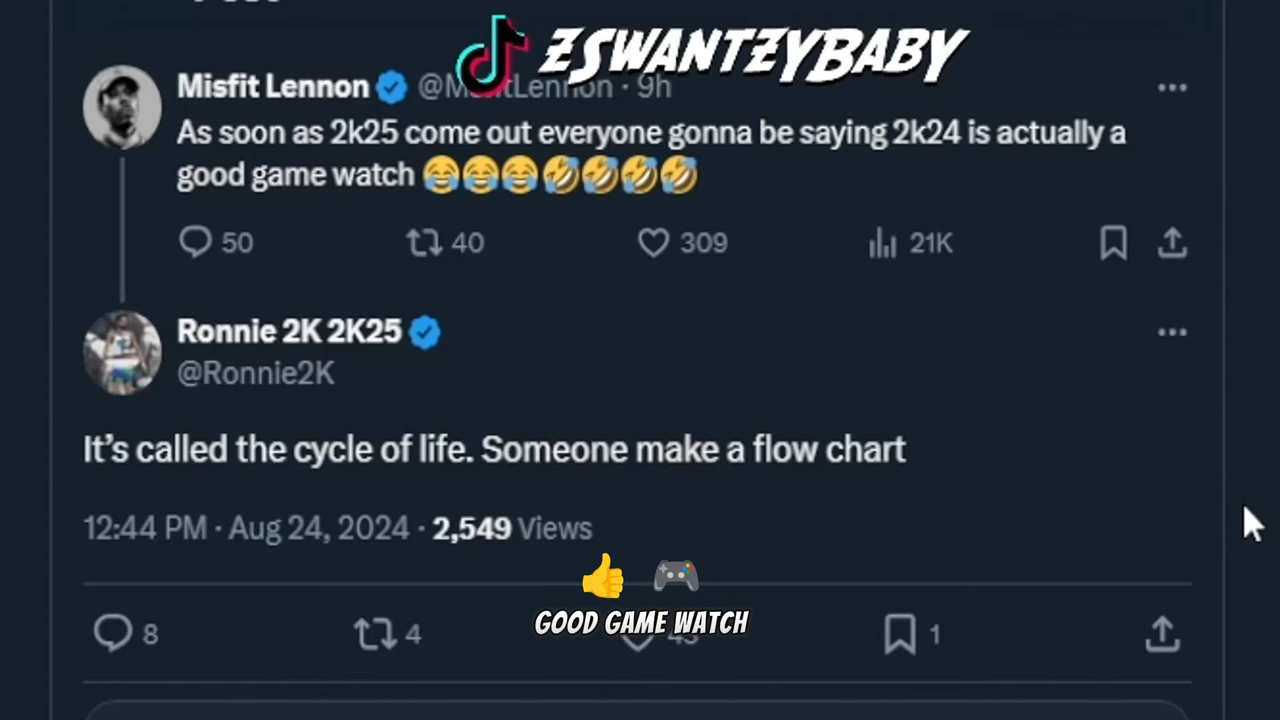 ZSWANTZYBABY
Misfit Lennon · 9h
As soon as 2k25 come out everyone gonna be saying 2k24 is actually a
good game watch 😂😂😂🤣🤣🤣🤣
50 40 309 21K
Ronnie 2K 2K25
@Ronnie2K
It's called the cycle of life. Someone make a flow chart
12:44 PM · Aug 24, 2024 · 2,549 Views
👍 🎮
GOOD GAME WATCH
8 4 1